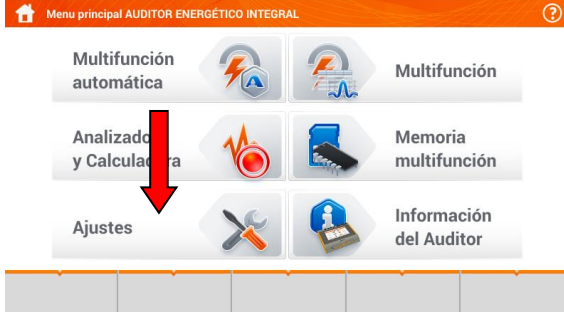 Menu principal AUDITOR ENERGÉTICO INTEGRAL
Multifunción
automática
Multifunción
y
Memoria
multifunción
Ajustes
Información
del Auditor